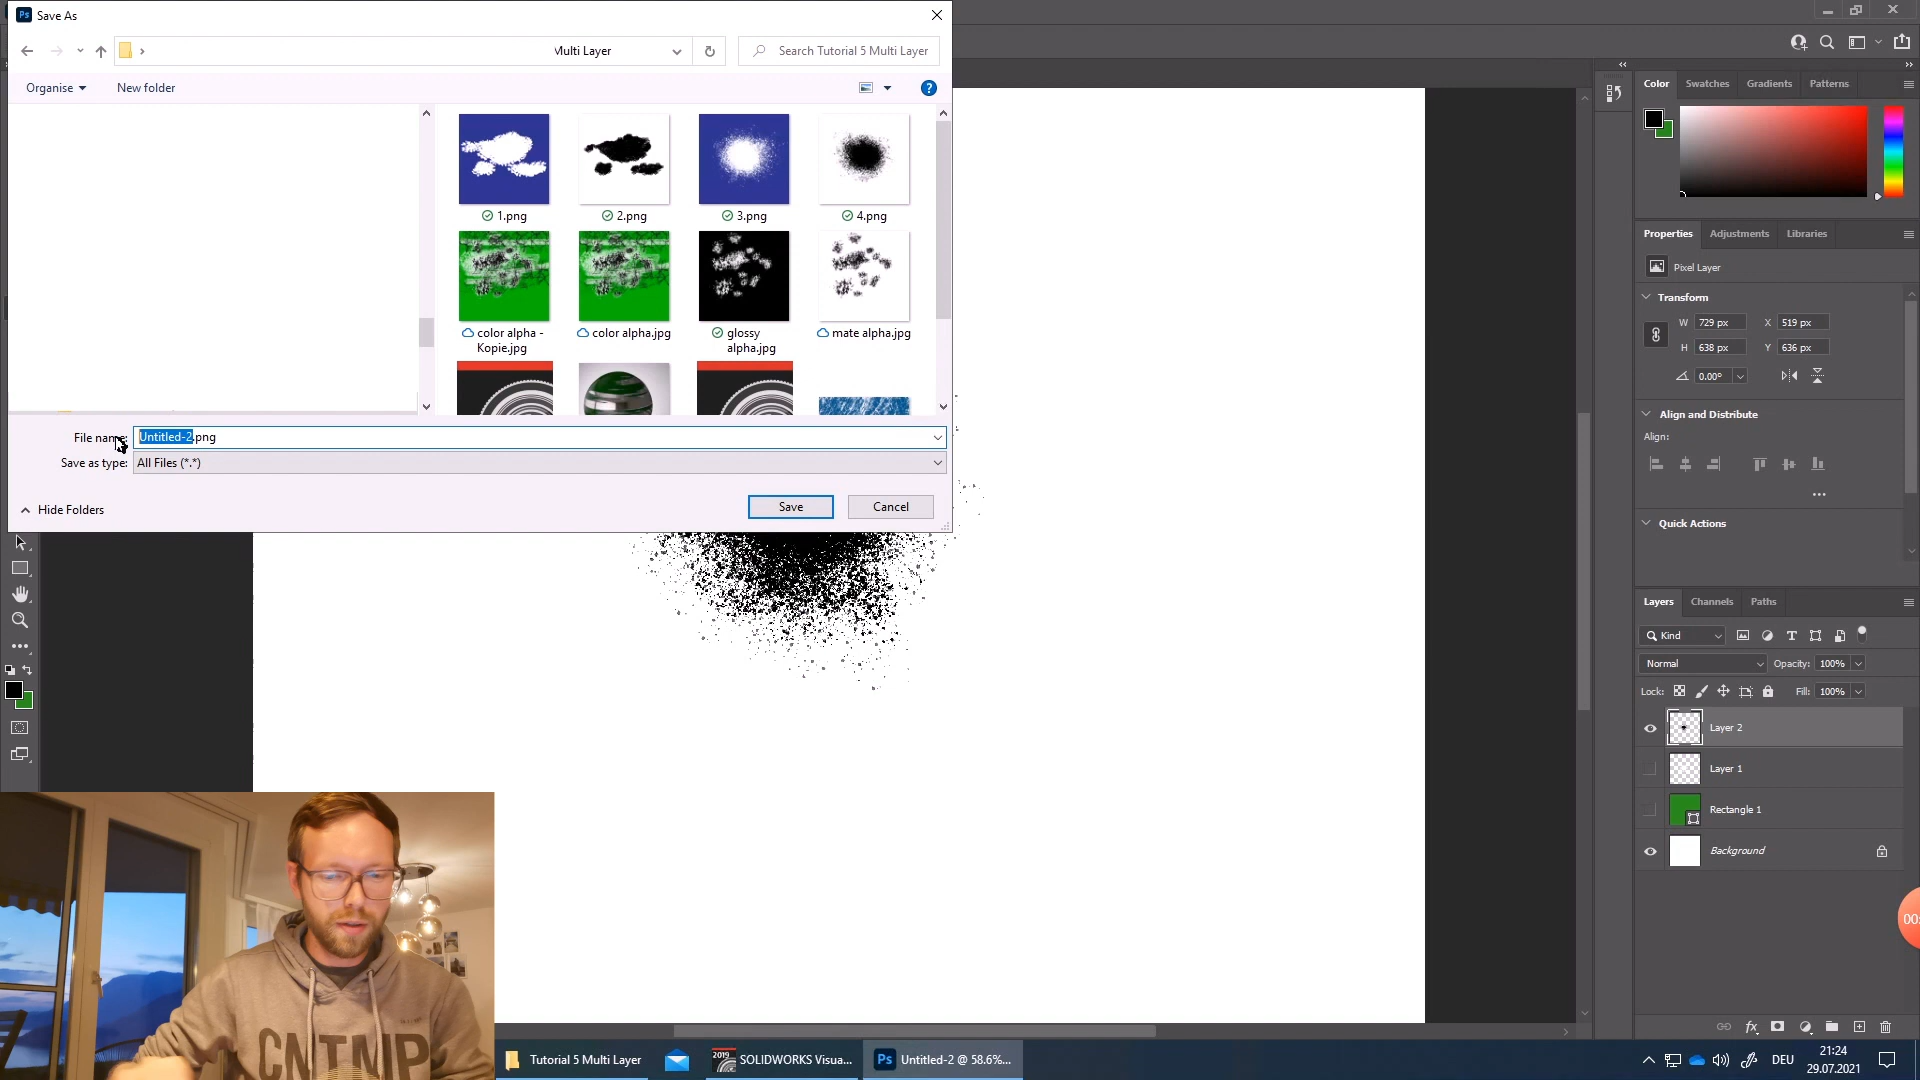 Save As
Multi Layer
Search Tutorial 5 Multi Layer
Organise
New folder
1.png
2.png
3.png
4.png
color alpha - Kopie.jpg
color alpha.jpg
glossy alpha.jpg
mate alpha.jpg
File name:
Untitled-2.png
Save as type:
All Files (*.*)
Hide Folders
Save
Cancel
Color
Swatches
Gradients
Patterns
Properties
Adjustments
Libraries
Pixel Layer
Transform
W 729 px X 519 px
H 638 px Y 636 px
0.00°
Align and Distribute
Align:
Quick Actions
Layers
Channels
Paths
Kind
Normal
Opacity: 100%
Lock:
Fill: 100%
Layer 2
Layer 1
Rectangle 1
Background
00:
CNTMP
Tutorial 5 Multi Layer
2019
SOLIDWORKS Visua...
Ps
Untitled-2 @ 58.6%...
DEU
21:24
29.07.2021